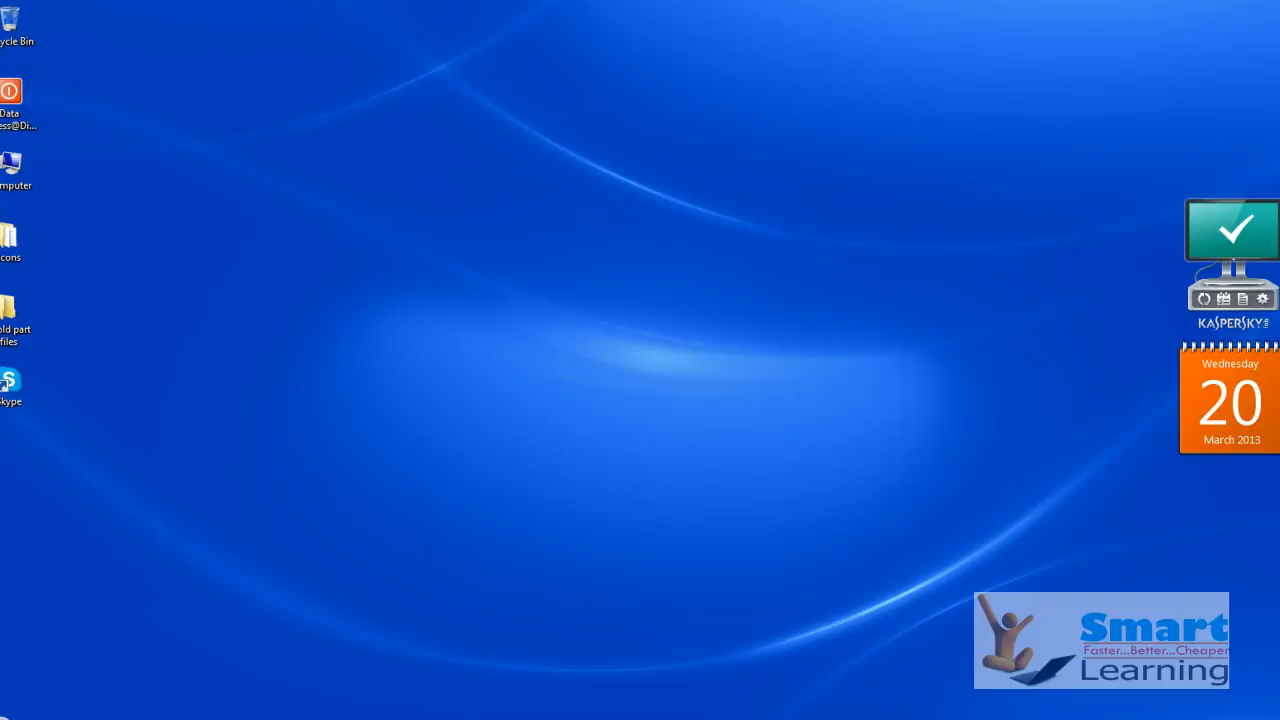 ycle Bin
Data
ess@Di...
mputer
cons
old part
files
Skype
KASPERSKY
Wednesday
20
March 2013
Smart
Faster...Better...Cheaper
Learning